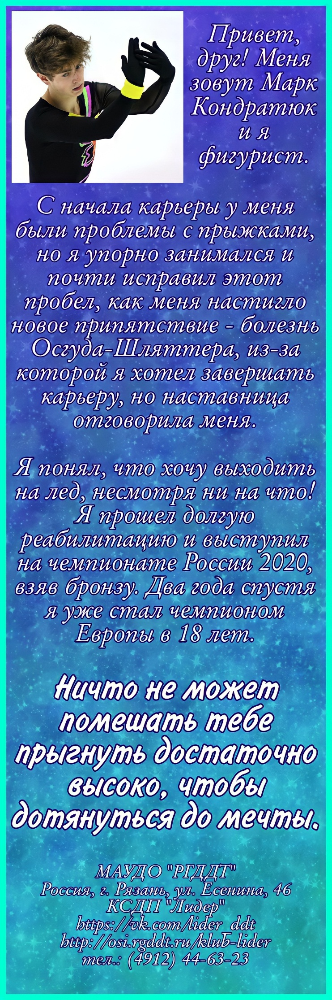 Привет,
друг! Меня
зовут Марк
Кондратюк
и я
фигурист.
С начала карьеры у меня
были проблемы с прыжками,
но я упорно занимался и
почти исправил этот
пробел, как меня настигло
новое припятствие - болезнь
Осгуда-Шляттера, из-за
которой я хотел завершать
карьеру, но наставница
отговорила меня.
Я понял, что хочу выходить
на лед, несмотря ни на что!
Я прошел долгую
реабилитацию и выступил
на чемпионате России 2020,
взяв бронзу. Два года спустя
я уже стал чемпионом
Европы в 18 лет.
Ничто не может
помешать тебе
прыгнуть достаточно
высоко, чтобы
дотянуться до мечты.
МАУДО "РГДДТ"
Россия, г. Рязань, ул. Есенина, 46
КСДП "Лидер"
https://vk.com/lider_ddt
http://osi.rgddt.ru/kluБ-lider
тел.: (4912) 44-63-23